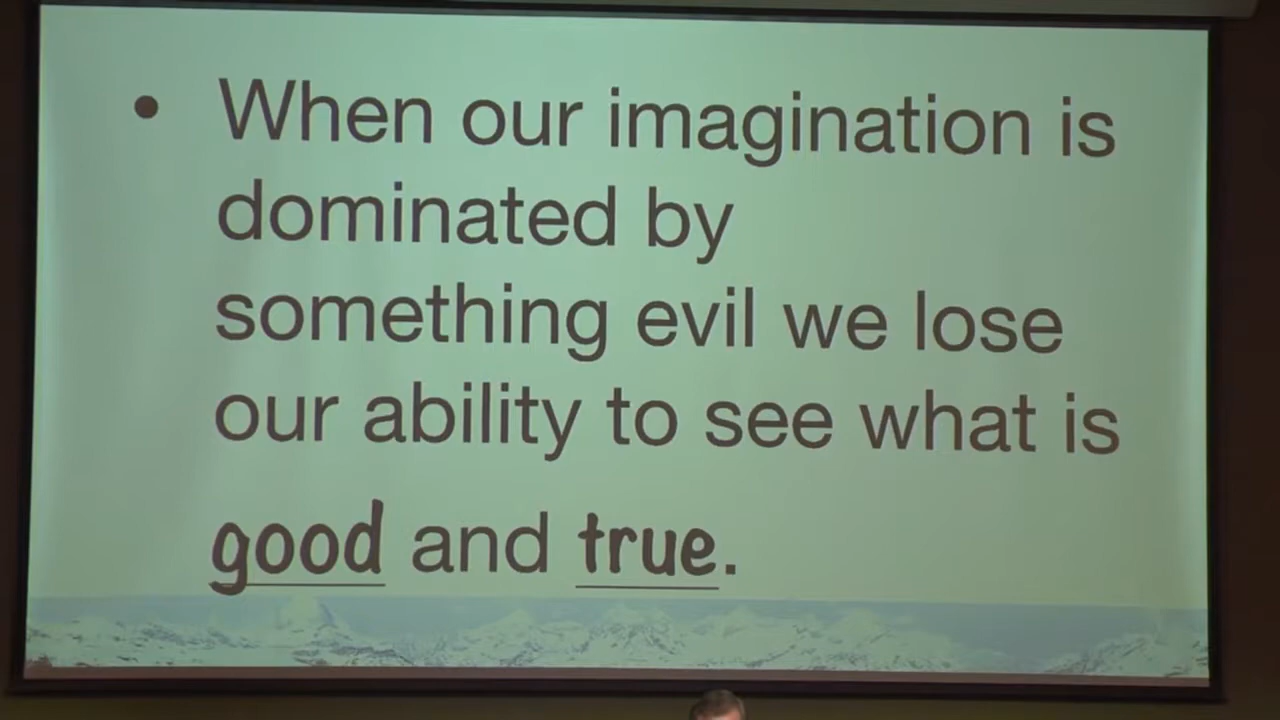 • When our imagination is
dominated by
something evil we lose
our ability to see what is
good and true.